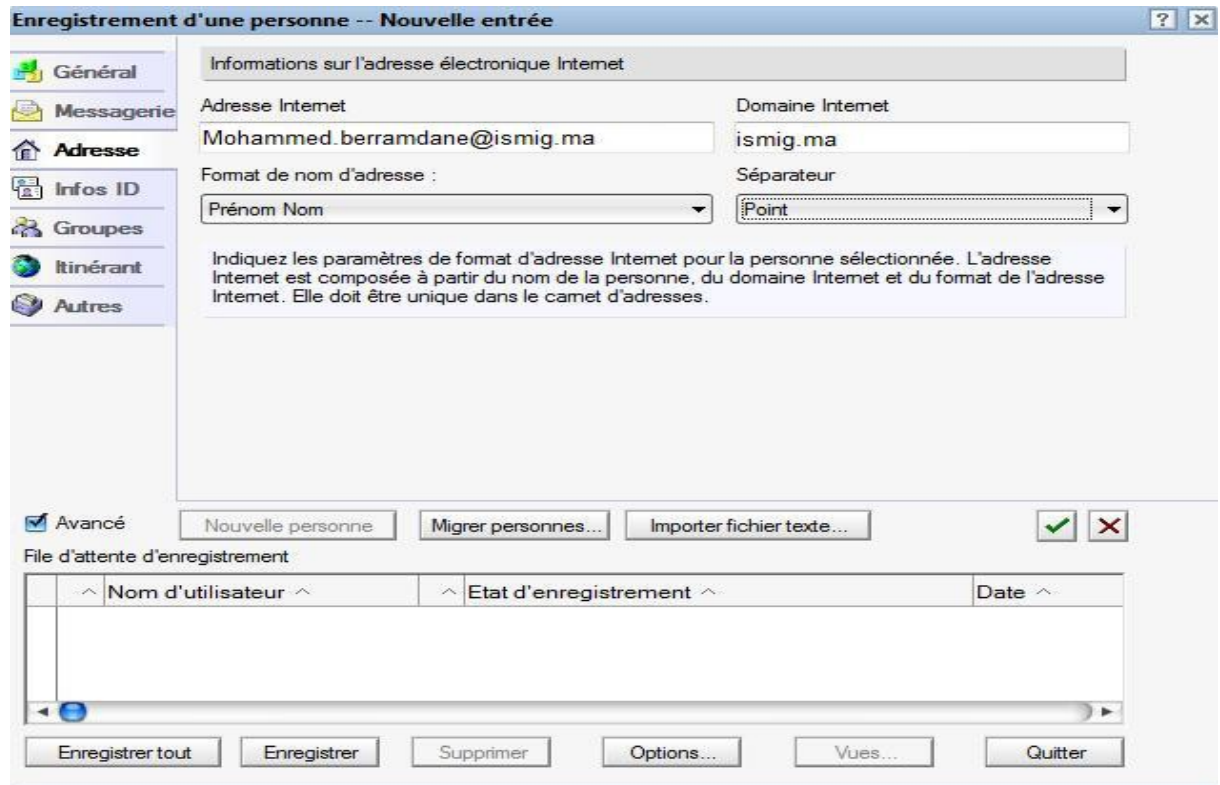 Enregistrement d'une personne -- Nouvelle entrée
Général
Messagerie
Adresse
Infos ID
Groupes
Itinérant
Autres
Informations sur l'adresse électronique Internet
Adresse Internet
Domaine Internet
Mohammed.berramdane@ismig.ma
ismig.ma
Format de nom d'adresse :
Séparateur
Prénom Nom
Point
Indiquez les paramètres de format d'adresse Internet pour la personne sélectionnée. L'adresse
Internet est composée à partir du nom de la personne, du domaine Internet et du format de l'adresse
Internet. Elle doit être unique dans le carnet d'adresses.
Avancé
Nouvelle personne
Migrer personnes...
Importer fichier texte...
File d'attente d'enregistrement
Nom d'utilisateur
Etat d'enregistrement
Date
Enregistrer tout
Enregistrer
Supprimer
Options...
Vues...
Quitter